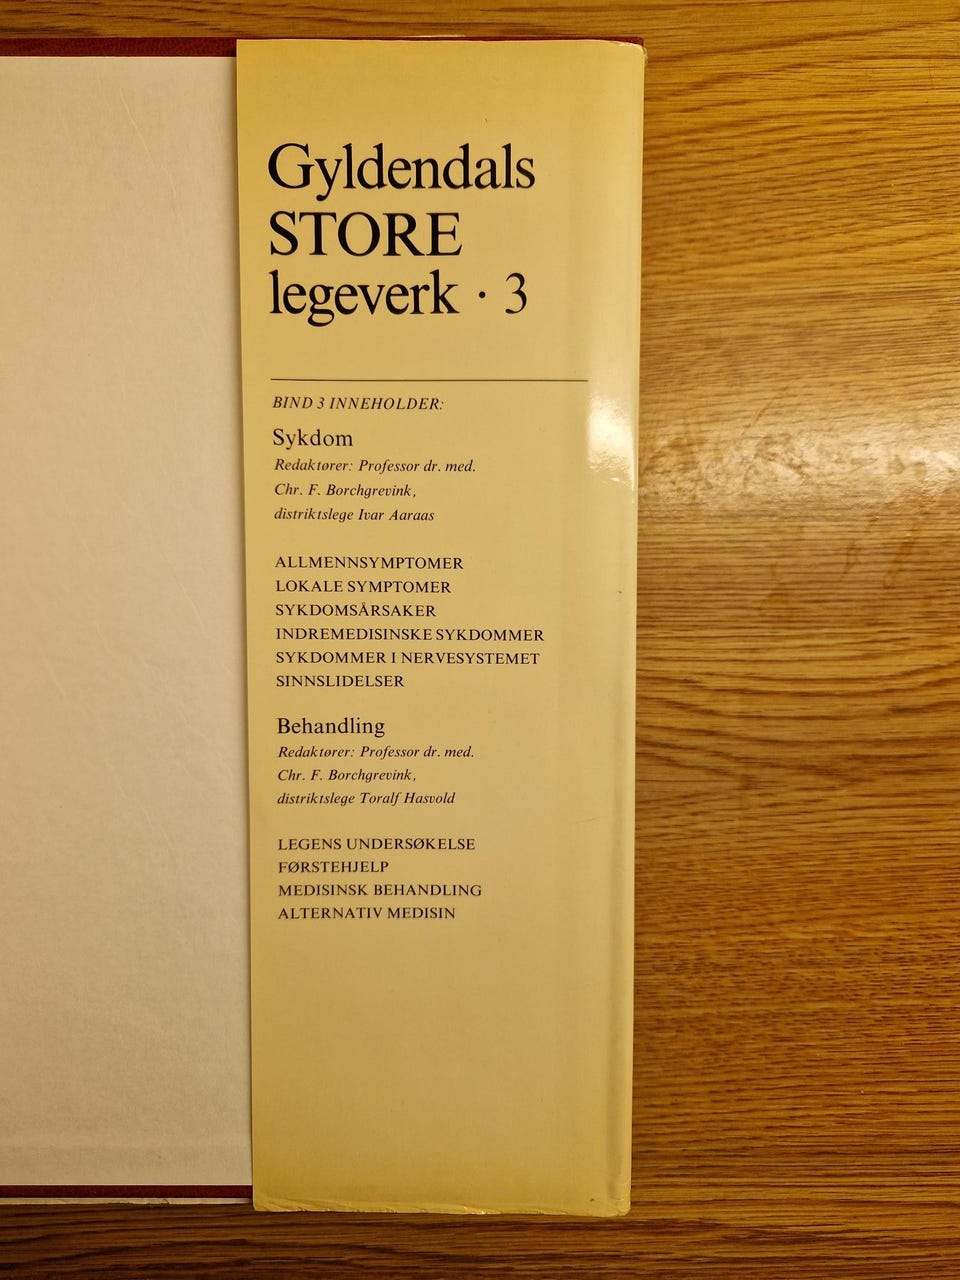 Gyldendals
STORE
legeverk · 3
BIND 3 INNEHOLDER:
Sykdom
Redaktører: Professor dr. med.
Chr. F. Borchgrevink,
distriktslege Ivar Aaraas
ALLMENNSYMPTOMER
LOKALE SYMPTOMER
SYKDOMSÅRSAKER
INDREMEDISINSKE SYKDOMMER
SYKDOMMER I NERVESYSTEMET
SINNSLIDELSER
Behandling
Redaktører: Professor dr. med.
Chr. F. Borchgrevink,
distriktslege Toralf Hasvold
LEGENS UNDERSØKELSE
FØRSTEHJELP
MEDISINSK BEHANDLING
ALTERNATIV MEDISIN